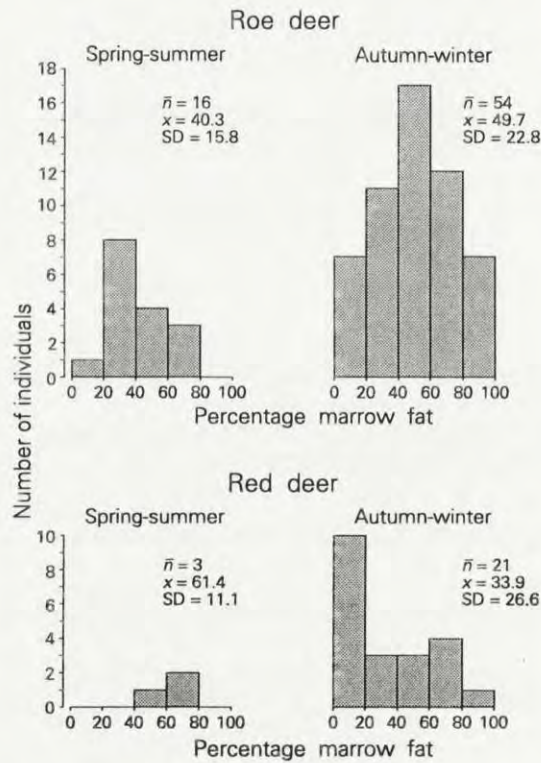 Roe deer
Spring-summer
n̄ = 16
x = 40.3
SD = 15.8
Autumn-winter
n̄ = 54
x = 49.7
SD = 22.8
Number of individuals
18
16
14
12
10
8
6
4
2
0
0 20 40 60 80 100
0 20 40 60 80 100
Percentage marrow fat
Red deer
Spring-summer
n̄ = 3
x = 61.4
SD = 11.1
Autumn-winter
n̄ = 21
x = 33.9
SD = 26.6
10
8
6
4
2
0
0 20 40 60 80 100
0 20 40 60 80 100
Percentage marrow fat